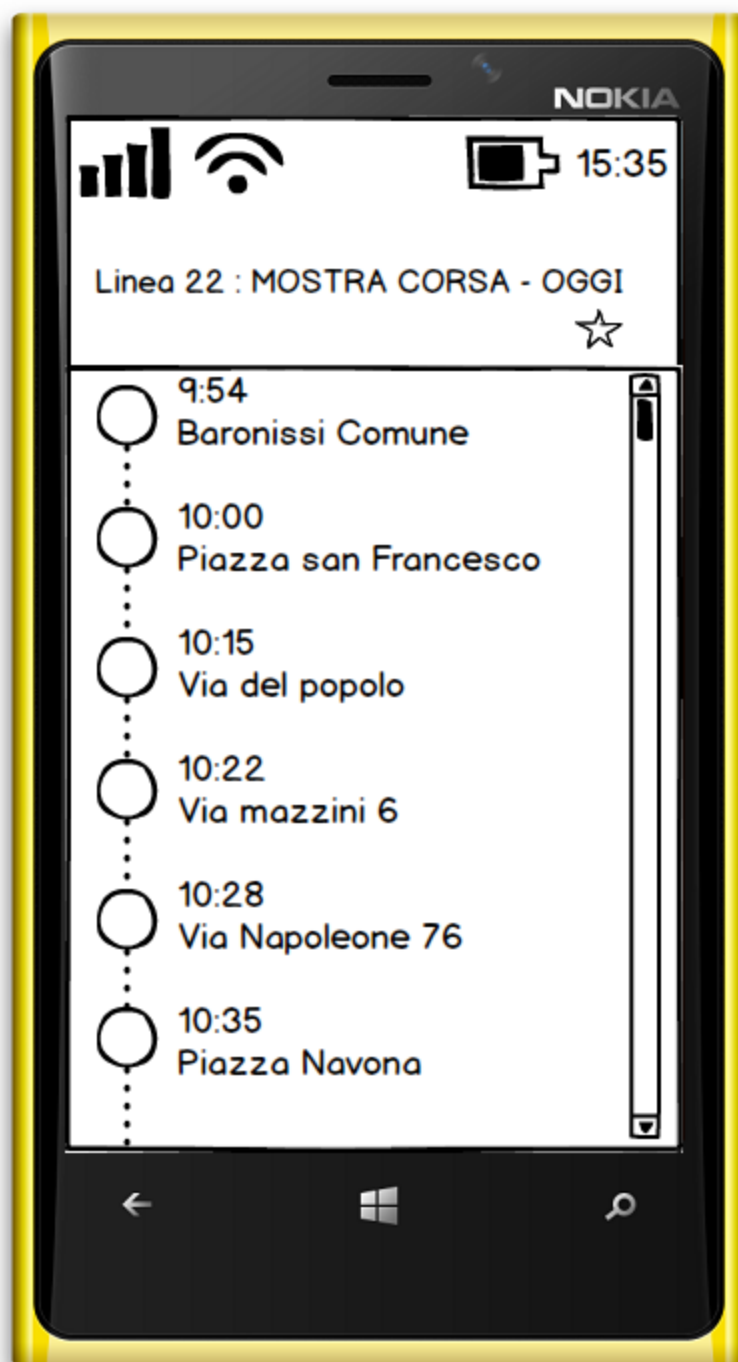 NOKIA
15:35
Linea 22 : MOSTRA CORSA - OGGI
9:54
Baronissi Comune
10:00
Piazza san Francesco
10:15
Via del popolo
10:22
Via mazzini 6
10:28
Via Napoleone 76
10:35
Piazza Navona